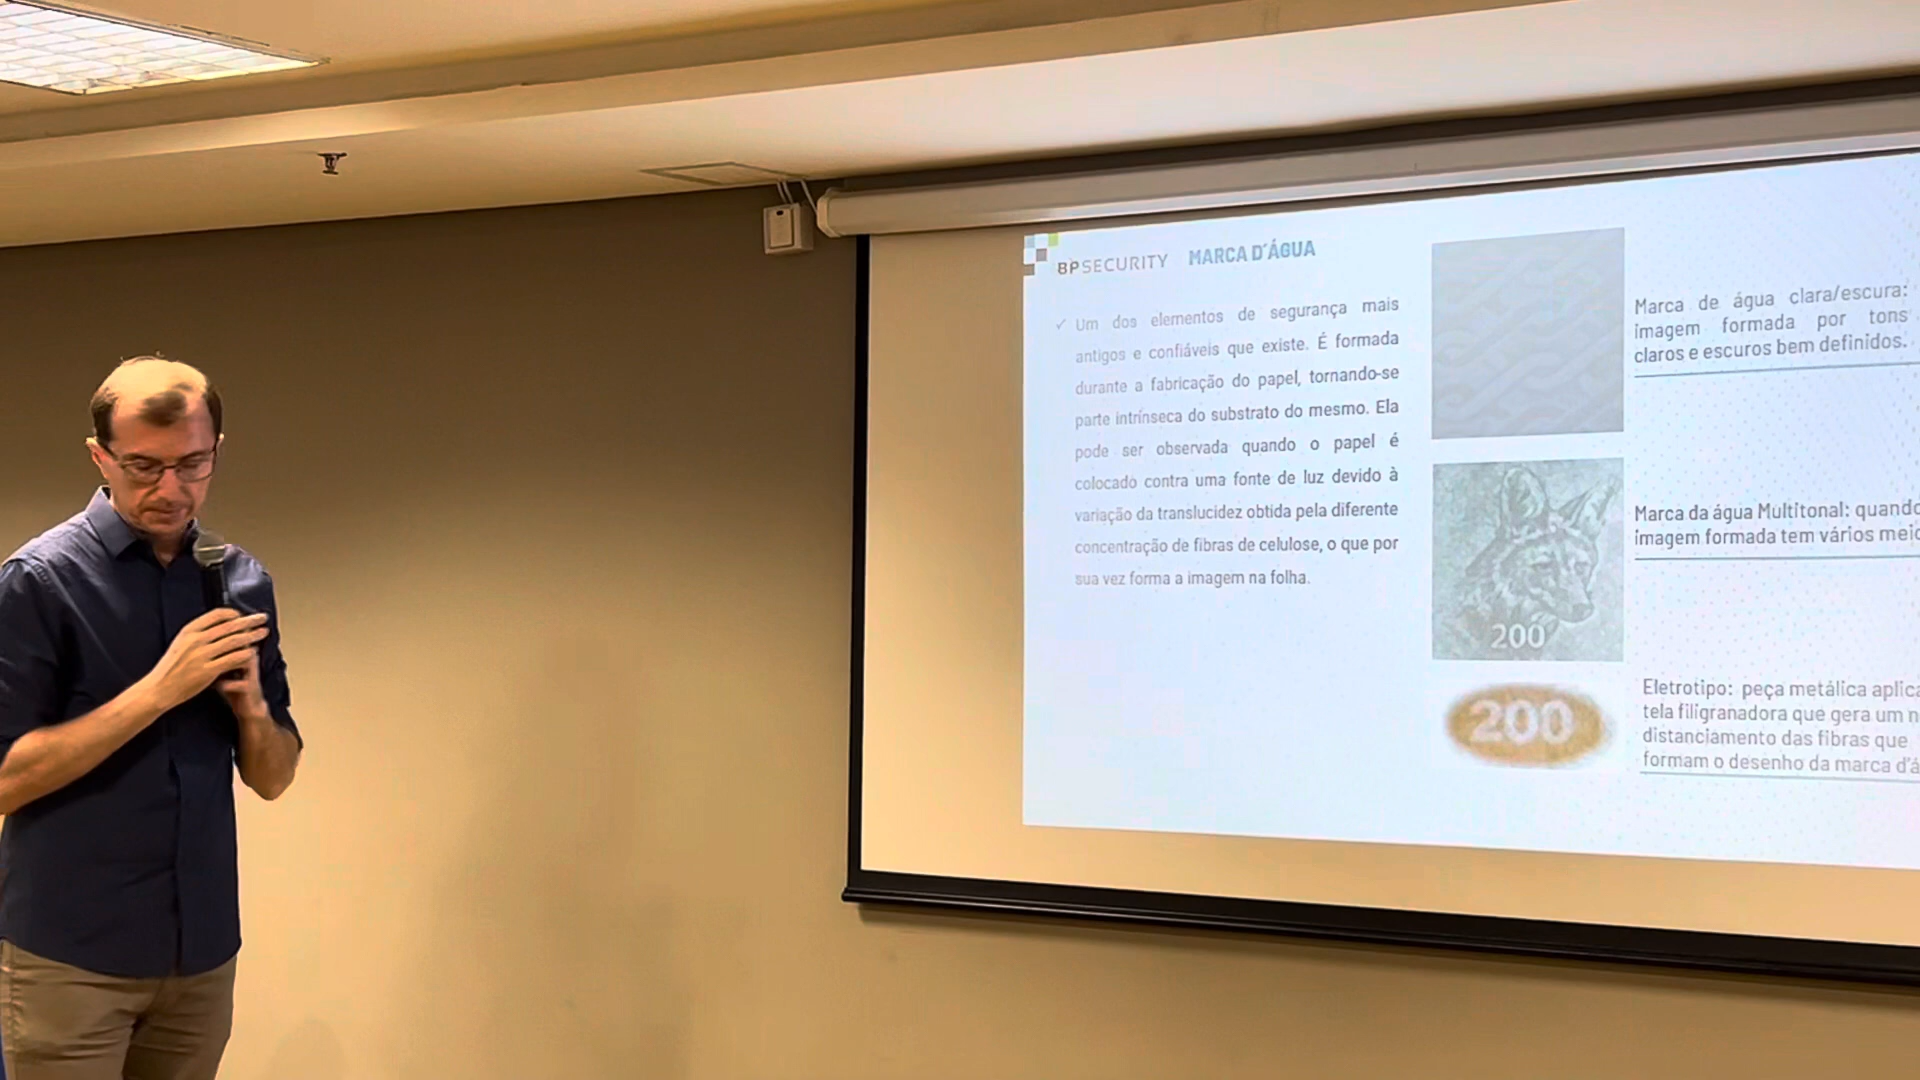 BPSECURITY MARCA D´ÁGUA
✓ Um dos elementos de segurança mais
antigos e confiáveis que existe. É formada
durante a fabricação do papel, tornando-se
parte intrínseca do substrato do mesmo. Ela
pode ser observada quando o papel é
colocado contra uma fonte de luz devido à
variação da translucidez obtida pela diferente
concentração de fibras de celulose, o que por
sua vez forma a imagem na folha.
Marca de água clara/escura:
imagem formada por tons
claros e escuros bem definidos.
200
Marca da água Multitonal: quando
imagem formada tem vários
200
Eletrotipo: peça metálica
tela filigranadora que gera um
distanciamento das fibras que
formam o desenho da marca